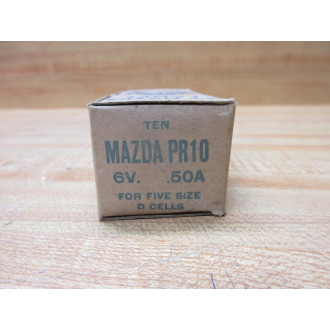 TEN
MAZDA PR10
6V. .50A
FOR FIVE SIZE
D CELLS